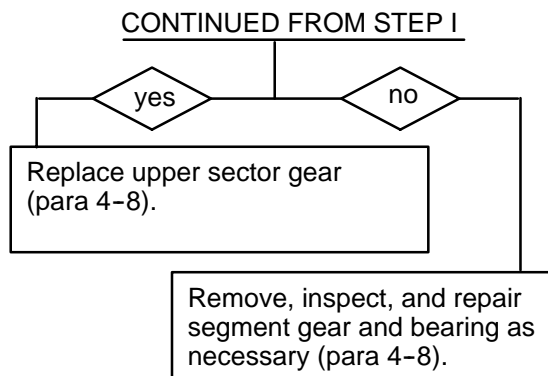 CONTINUED FROM STEP I
yes
no
Replace upper sector gear
(para 4-8).
Remove, inspect, and repair
segment gear and bearing as
necessary (para 4-8).